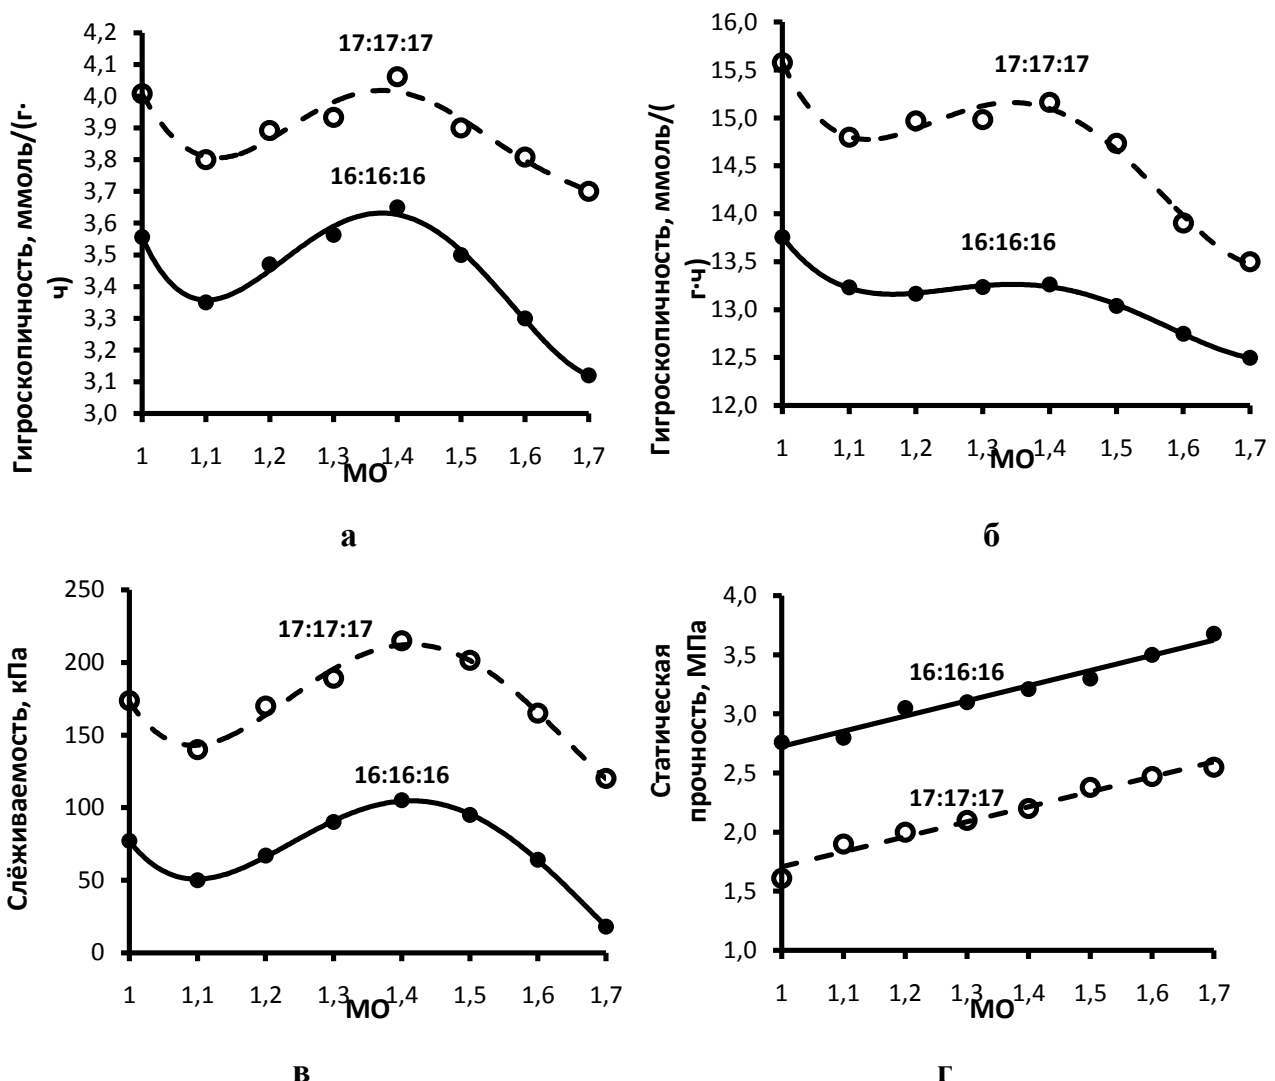 Гигроскопичность, ммоль/(г·
ч)
4,2
4,1
4,0
3,9
3,8
3,7
3,6
3,5
3,4
3,3
3,2
3,1
3,0
17:17:17
16:16:16
1 1,1 1,2 1,3 1,4 1,5 1,6 1,7
МО
а
Гигроскопичность, ммоль/(
г·ч)
16,0
15,5
15,0
14,5
14,0
13,5
13,0
12,5
12,0
17:17:17
16:16:16
1 1,1 1,2 1,3 1,4 1,5 1,6 1,7
МО
б
Слёживаемость, кПа
250
200
150
100
50
0
17:17:17
16:16:16
1 1,1 1,2 1,3 1,4 1,5 1,6 1,7
МО
в
Статическая
прочность, МПа
4,0
3,5
3,0
2,5
2,0
1,5
1,0
16:16:16
17:17:17
1 1,1 1,2 1,3 1,4 1,5 1,6 1,7
МО
г